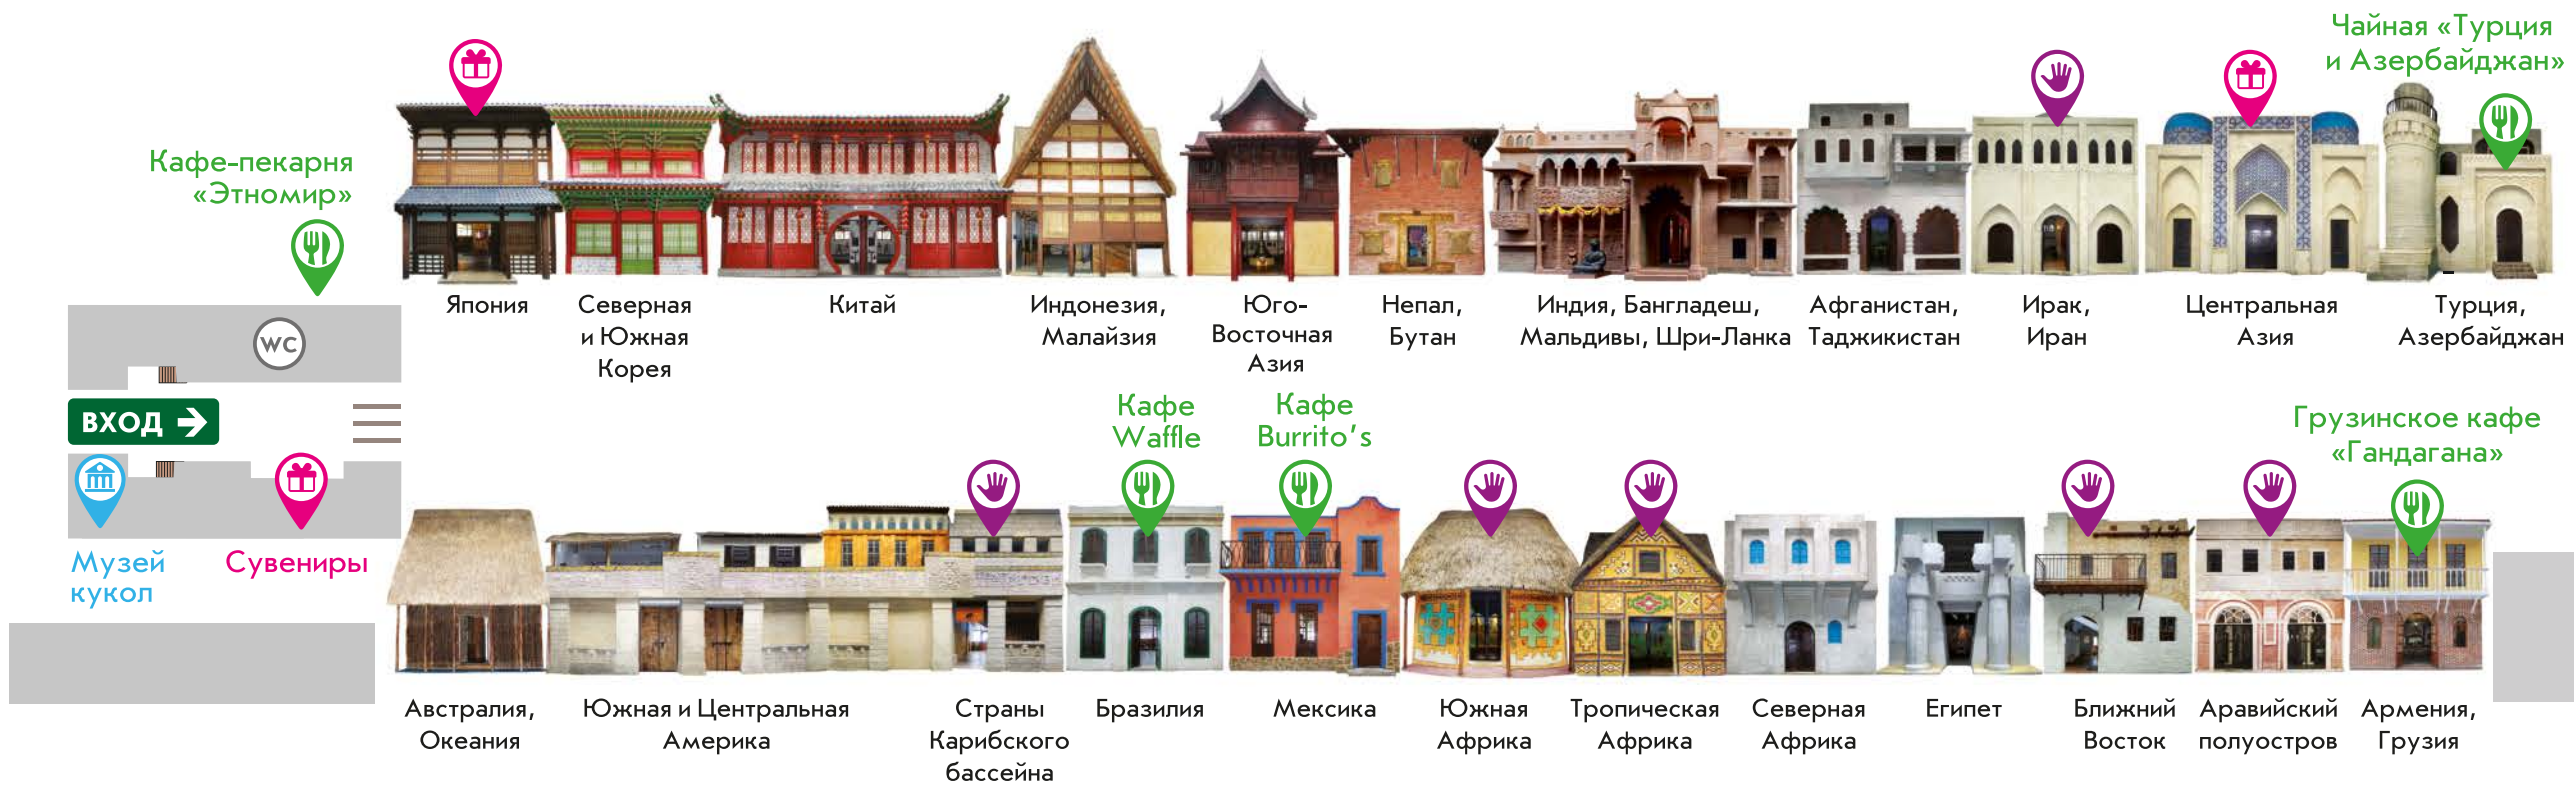 Чайная «Турция
и Азербайджан»
Кафе-пекарня
«Этномир»
Япония
Северная
и Южная
Корея
Китай
Индонезия,
Малайзия
Юго-
Восточная
Азия
Непал,
Бутан
Индия, Бангладеш,
Мальдивы, Шри-Ланка
Афганистан,
Таджикистан
Ирак,
Иран
Центральная
Азия
Турция,
Азербайджан
WC
ВХОД
Музей
кукол
Сувениры
Кафе
Waffle
Кафе
Burrito’s
Грузинское кафе
«Гандагана»
Австралия,
Океания
Южная и Центральная
Америка
Страны
Карибского
бассейна
Бразилия
Мексика
Южная
Африка
Тропическая
Африка
Северная
Африка
Египет
Ближний
Восток
Аравийский
полуостров
Армения,
Грузия